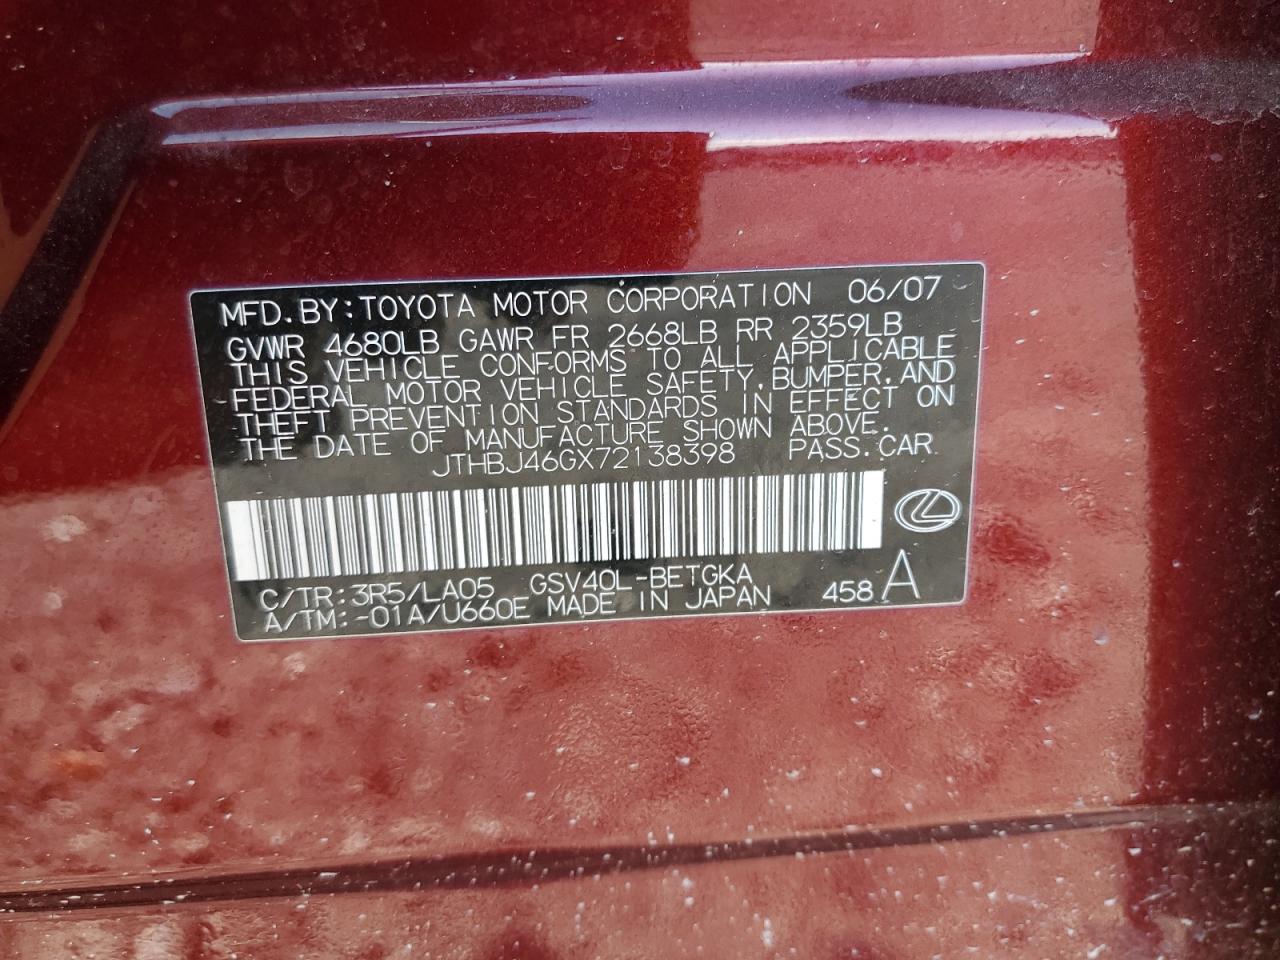 MFD. BY: TOYOTA MOTOR CORPORATION 06/07
GVWR 4680LB GAWR FR 2668LB RR 2359LB
THIS VEHICLE CONFORMS TO ALL APPLICABLE
FEDERAL MOTOR VEHICLE SAFETY, BUMPER, AND
THEFT PREVENTION STANDARDS IN EFFECT ON
THE DATE OF MANUFACTURE SHOWN ABOVE.
JTHBJ46GX72138398 PASS. CAR
C/TR: 3R5/LA05 GSV40L-BETGKA
A/TM: -01A/U660E MADE IN JAPAN 458 A